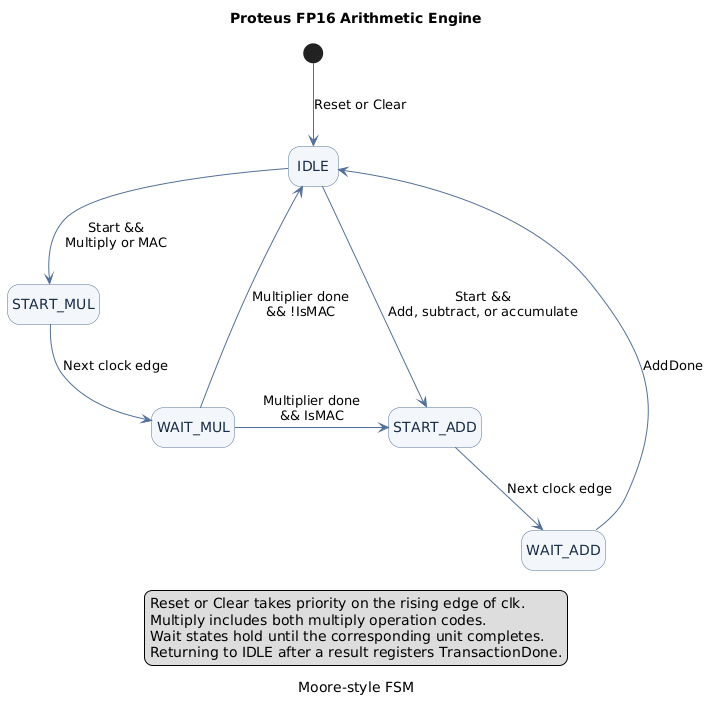 Proteus FP16 Arithmetic Engine
Reset or Clear
IDLE
Start &&
Multiply or MAC
START_MUL
Multiplier done
&& !IsMAC
Start &&
Add, subtract, or accumulate
Next clock edge
AddDone
WAIT_MUL
Multiplier done
&& IsMAC
START_ADD
Next clock edge
WAIT_ADD
Reset or Clear takes priority on the rising edge of clk.
Multiply includes both multiply operation codes.
Wait states hold until the corresponding unit completes.
Returning to IDLE after a result registers TransactionDone.
Moore-style FSM